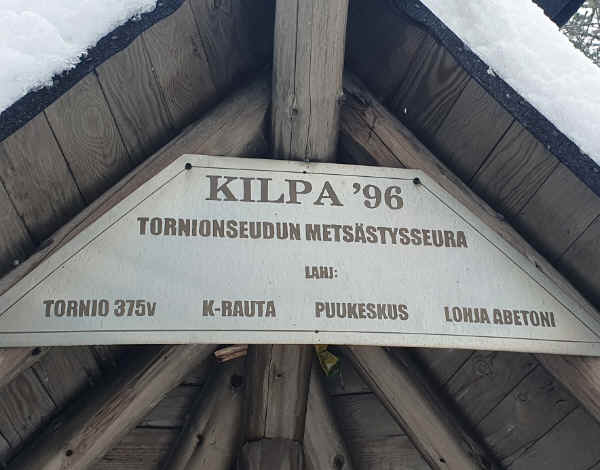 KILPA '96
TORNIONSEUDUN METSÄSTYSSEURA
LAHJ:
TORNIO 375v K-RAUTA PUUKESKUS LOHJA ABETONI